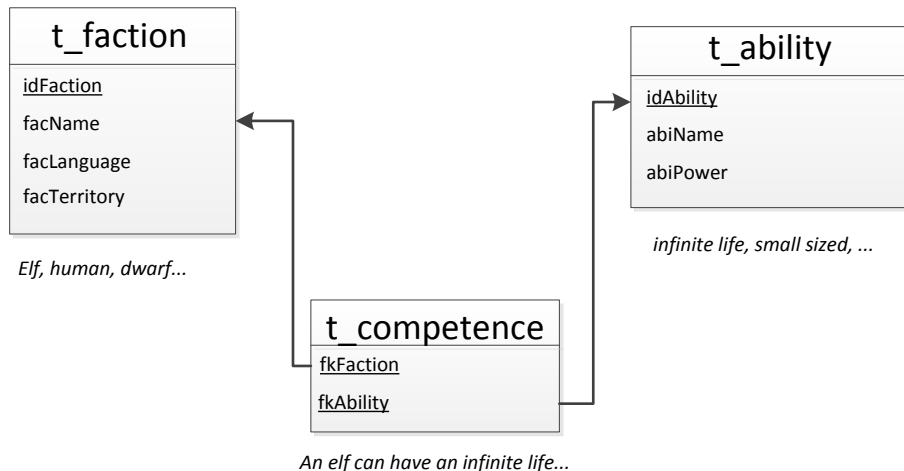 t_faction
idFaction
facName
facLanguage
facTerritory
Elf, human, dwarf...
t_ability
idAbility
abiName
abiPower
infinite life, small sized, ...
t_competence
fkFaction
fkAbility
An elf can have an infinite life...